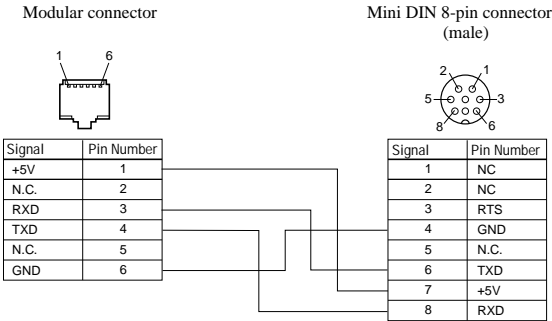 Modular connector
Mini DIN 8-pin connector
(male)
1 6
2 1
5 3
8 6
Signal Pin Number
+5V 1
N.C. 2
RXD 3
TXD 4
N.C. 5
GND 6
Signal Pin Number
1 NC
2 NC
3 RTS
4 GND
5 N.C.
6 TXD
7 +5V
8 RXD